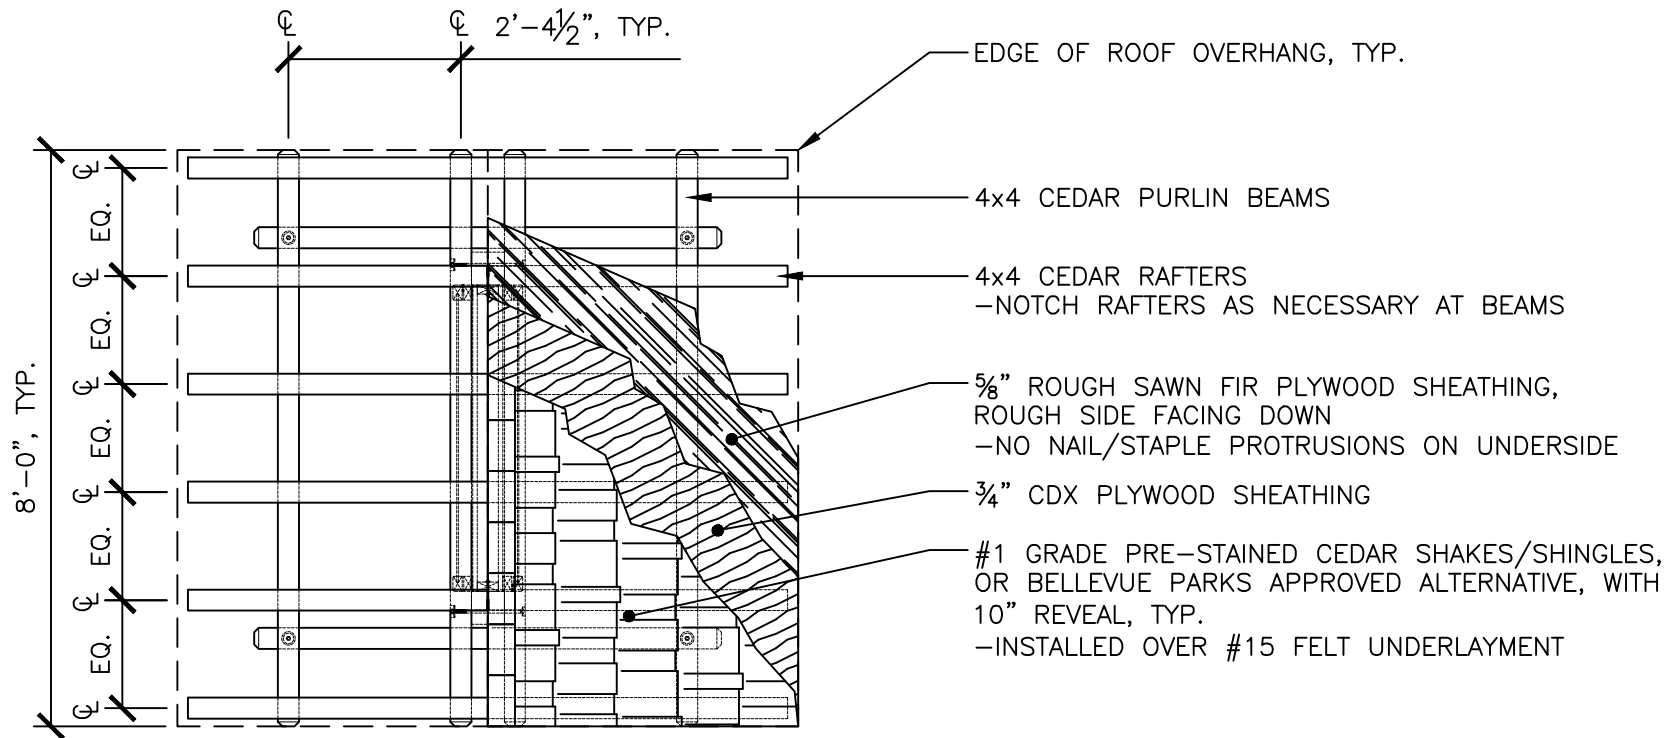 ℄ ℄ 2'-4½", TYP.
EDGE OF ROOF OVERHANG, TYP.
℄
EQ.
℄
EQ.
℄
EQ.
℄
EQ.
℄
EQ.
℄
8'-0", TYP.
4x4 CEDAR PURLIN BEAMS
4x4 CEDAR RAFTERS
-NOTCH RAFTERS AS NECESSARY AT BEAMS
⅝" ROUGH SAWN FIR PLYWOOD SHEATHING,
ROUGH SIDE FACING DOWN
-NO NAIL/STAPLE PROTRUSIONS ON UNDERSIDE
¾" CDX PLYWOOD SHEATHING
#1 GRADE PRE-STAINED CEDAR SHAKES/SHINGLES,
OR BELLEVUE PARKS APPROVED ALTERNATIVE, WITH
10" REVEAL, TYP.
-INSTALLED OVER #15 FELT UNDERLAYMENT